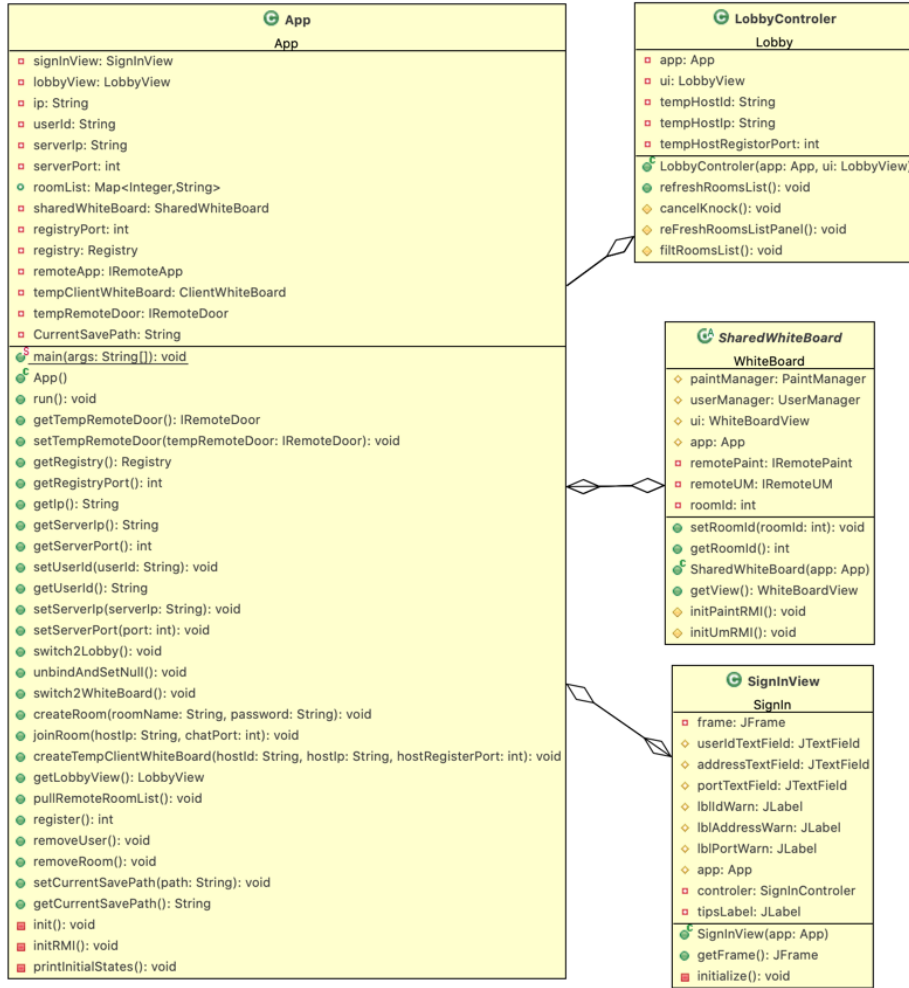 App
App
signInView: SignInView
lobbyView: LobbyView
ip: String
userId: String
serverIp: String
serverPort: int
roomList: Map<Integer,String>
sharedWhiteBoard: SharedWhiteBoard
registryPort: int
registry: Registry
remoteApp: IRemoteApp
tempClientWhiteBoard: ClientWhiteBoard
tempRemoteDoor: IRemoteDoor
CurrentSavePath: String
main(args: String[]): void
App()
run(): void
getTempRemoteDoor(): IRemoteDoor
setTempRemoteDoor(tempRemoteDoor: IRemoteDoor): void
getRegistry(): Registry
getRegistryPort(): int
getIp(): String
getServerIp(): String
getServerPort(): int
setUserId(userId: String): void
getUserId(): String
setServerIp(serverIp: String): void
setServerPort(port: int): void
switch2Lobby(): void
unbindAndSetNull(): void
switch2WhiteBoard(): void
createRoom(roomName: String, password: String): void
joinRoom(hostIp: String, chatPort: int): void
createTempClientWhiteBoard(hostId: String, hostIp: String, hostRegisterPort: int): void
getLobbyView(): LobbyView
pullRemoteRoomList(): void
register(): int
removeUser(): void
removeRoom(): void
setCurrentSavePath(path: String): void
getCurrentSavePath(): String
init(): void
initRMI(): void
printInitialStates(): void
LobbyControler
Lobby
app: App
ui: LobbyView
tempHostId: String
tempHostIp: String
tempHostRegistorPort: int
LobbyControler(app: App, ui: LobbyView)
refreshRoomsList(): void
cancelKnock(): void
reFreshRoomsListPanel(): void
filtRoomsList(): void
SharedWhiteBoard
WhiteBoard
paintManager: PaintManager
userManager: UserManager
ui: WhiteBoardView
app: App
remotePaint: IRemotePaint
remoteUM: IRemoteUM
roomId: int
setRoomId(roomId: int): void
getRoomId(): int
SharedWhiteBoard(app: App)
getView(): WhiteBoardView
initPaintRMI(): void
initUmRMI(): void
SignInView
SignIn
frame: JFrame
userIdTextField: JTextField
addressTextField: JTextField
portTextField: JTextField
lblIdWarn: JLabel
lblAddressWarn: JLabel
lblPortWarn: JLabel
app: App
controler: SignInControler
tipsLabel: JLabel
SignInView(app: App)
getFrame(): JFrame
initialize(): void